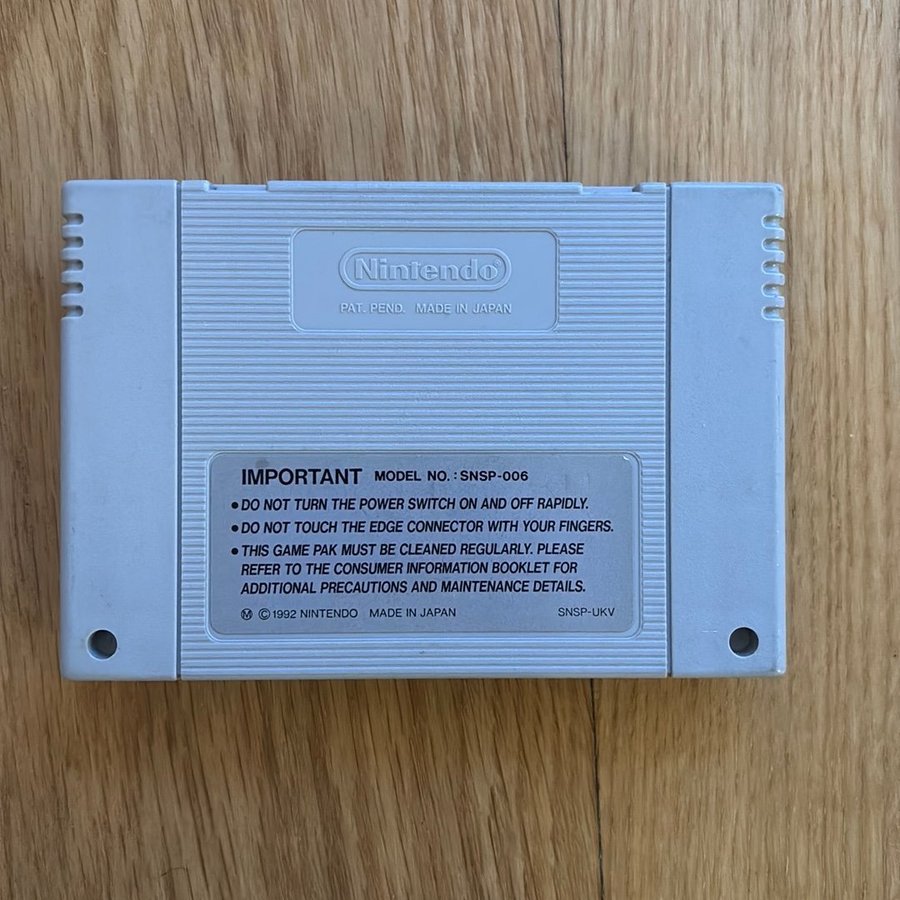 Nintendo®
PAT. PEND. MADE IN JAPAN
IMPORTANT MODEL NO. : SNSP-006
• DO NOT TURN THE POWER SWITCH ON AND OFF RAPIDLY.
• DO NOT TOUCH THE EDGE CONNECTOR WITH YOUR FINGERS.
• THIS GAME PAK MUST BE CLEANED REGULARLY. PLEASE
REFER TO THE CONSUMER INFORMATION BOOKLET FOR
ADDITIONAL PRECAUTIONS AND MAINTENANCE DETAILS.
Ⓜ ©1992 NINTENDO MADE IN JAPAN SNSP-UKV